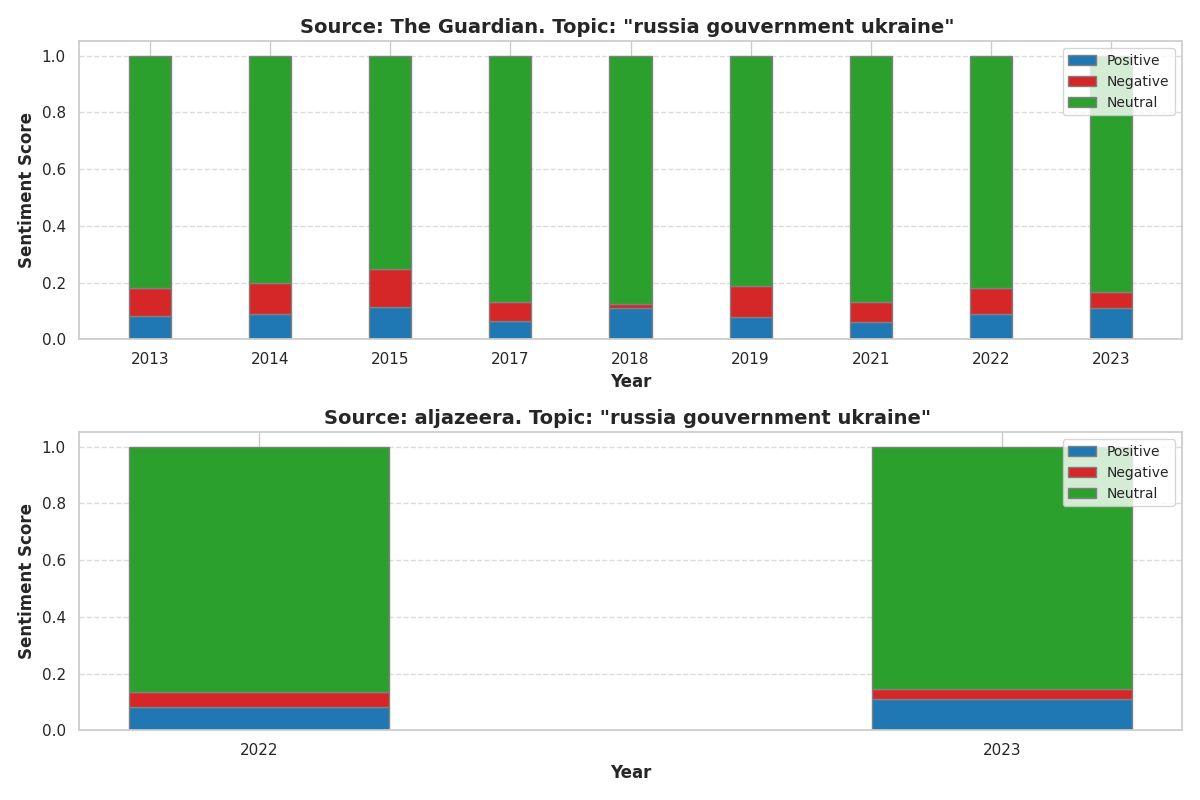 Source: The Guardian. Topic: "russia gouvernment ukraine"
Sentiment Score
1.0
0.8
0.6
0.4
0.2
0.0
Positive
Negative
Neutral
2013 2014 2015 2017 2018 2019 2021 2022 2023
Year
Source: aljazeera. Topic: "russia gouvernment ukraine"
Sentiment Score
1.0
0.8
0.6
0.4
0.2
0.0
Positive
Negative
Neutral
2022 2023
Year